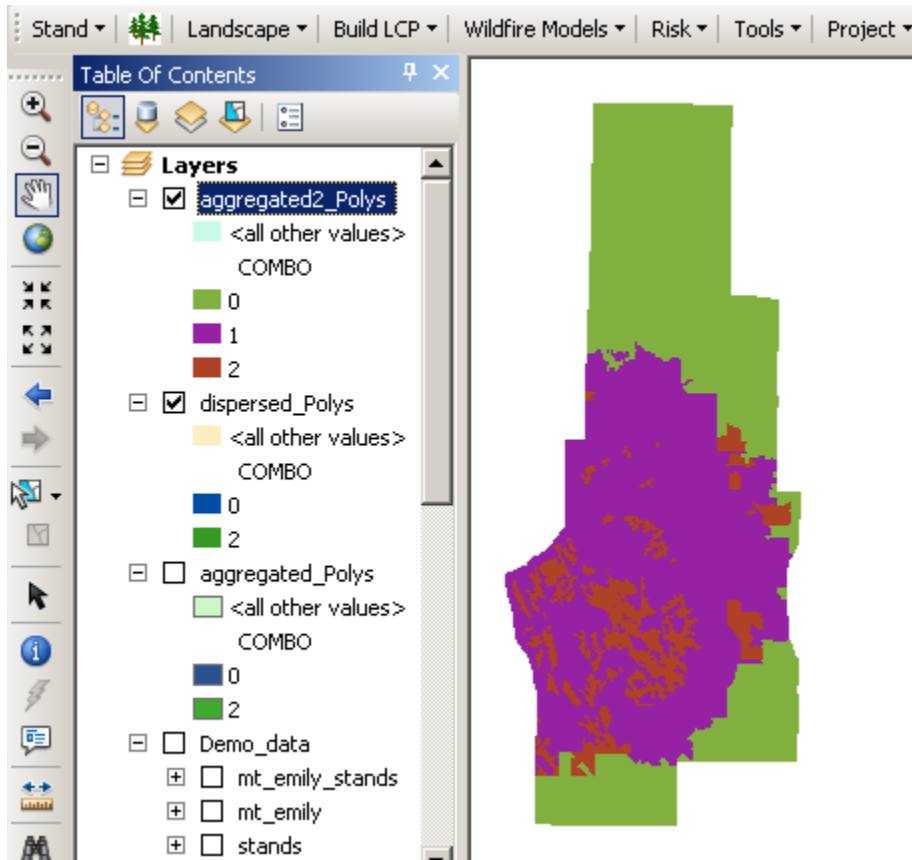 Stand Landscape Build LCP Wildfire Models Risk Tools Project
Table Of Contents
Layers
aggregated2_Polys
<all other values>
COMBO
0
1
2
dispersed_Polys
<all other values>
COMBO
0
2
aggregated_Polys
<all other values>
COMBO
0
2
Demo_data
mt_emily_stands
mt_emily
stands